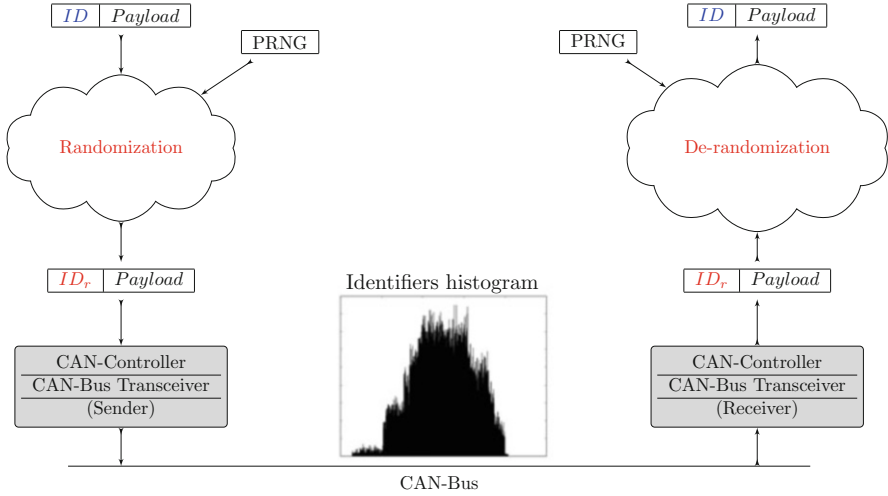 ID Payload
PRNG
Randomization
ID_r Payload
CAN-Controller
CAN-Bus Transceiver
(Sender)
Identifiers histogram
CAN-Bus
ID Payload
PRNG
De-randomization
ID_r Payload
CAN-Controller
CAN-Bus Transceiver
(Receiver)